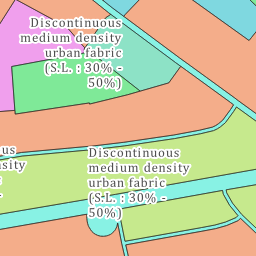 Discontinuous
medium density
urban fabric
(S.L. : 30% -
50%)
Discontinuous
medium density
urban fabric
(S.L. : 30% -
50%)